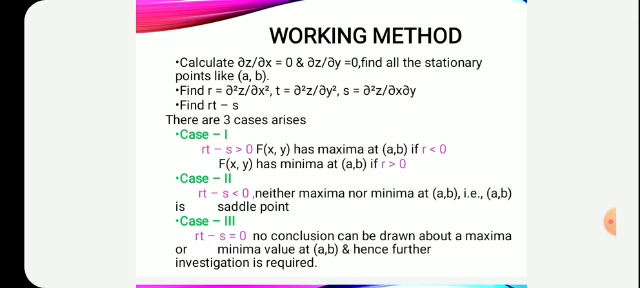 WORKING METHOD
•Calculate ∂z/∂x = 0 & ∂z/∂y =0,find all the stationary
points like (a, b).
•Find r = ∂²z/∂x², t = ∂²z/∂y², s = ∂²z/∂x∂y
•Find rt – s
There are 3 cases arises
•Case – I
rt – s > 0 F(x, y) has maxima at (a,b) if r < 0
F(x, y) has minima at (a,b) if r > 0
•Case – II
rt – s < 0 ,neither maxima nor minima at (a,b), i.e., (a,b)
is saddle point
•Case – III
rt – s = 0 no conclusion can be drawn about a maxima
or minima value at (a,b) & hence further
investigation is required.